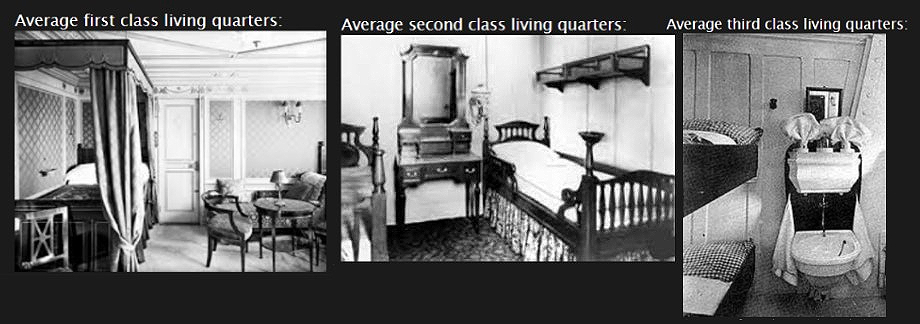 Average first class living quarters:
Average second class living quarters:
Average third class living quarters: